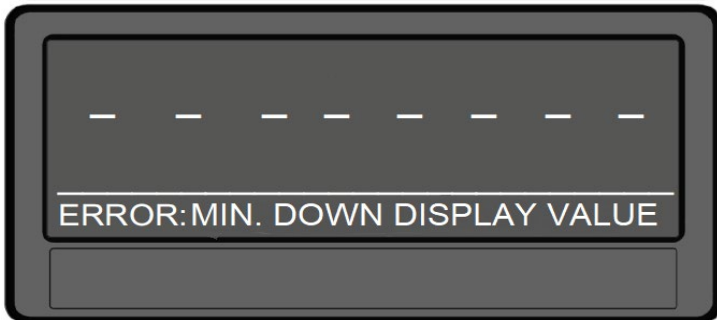 – – – – – – – –
ERROR: MIN. DOWN DISPLAY VALUE